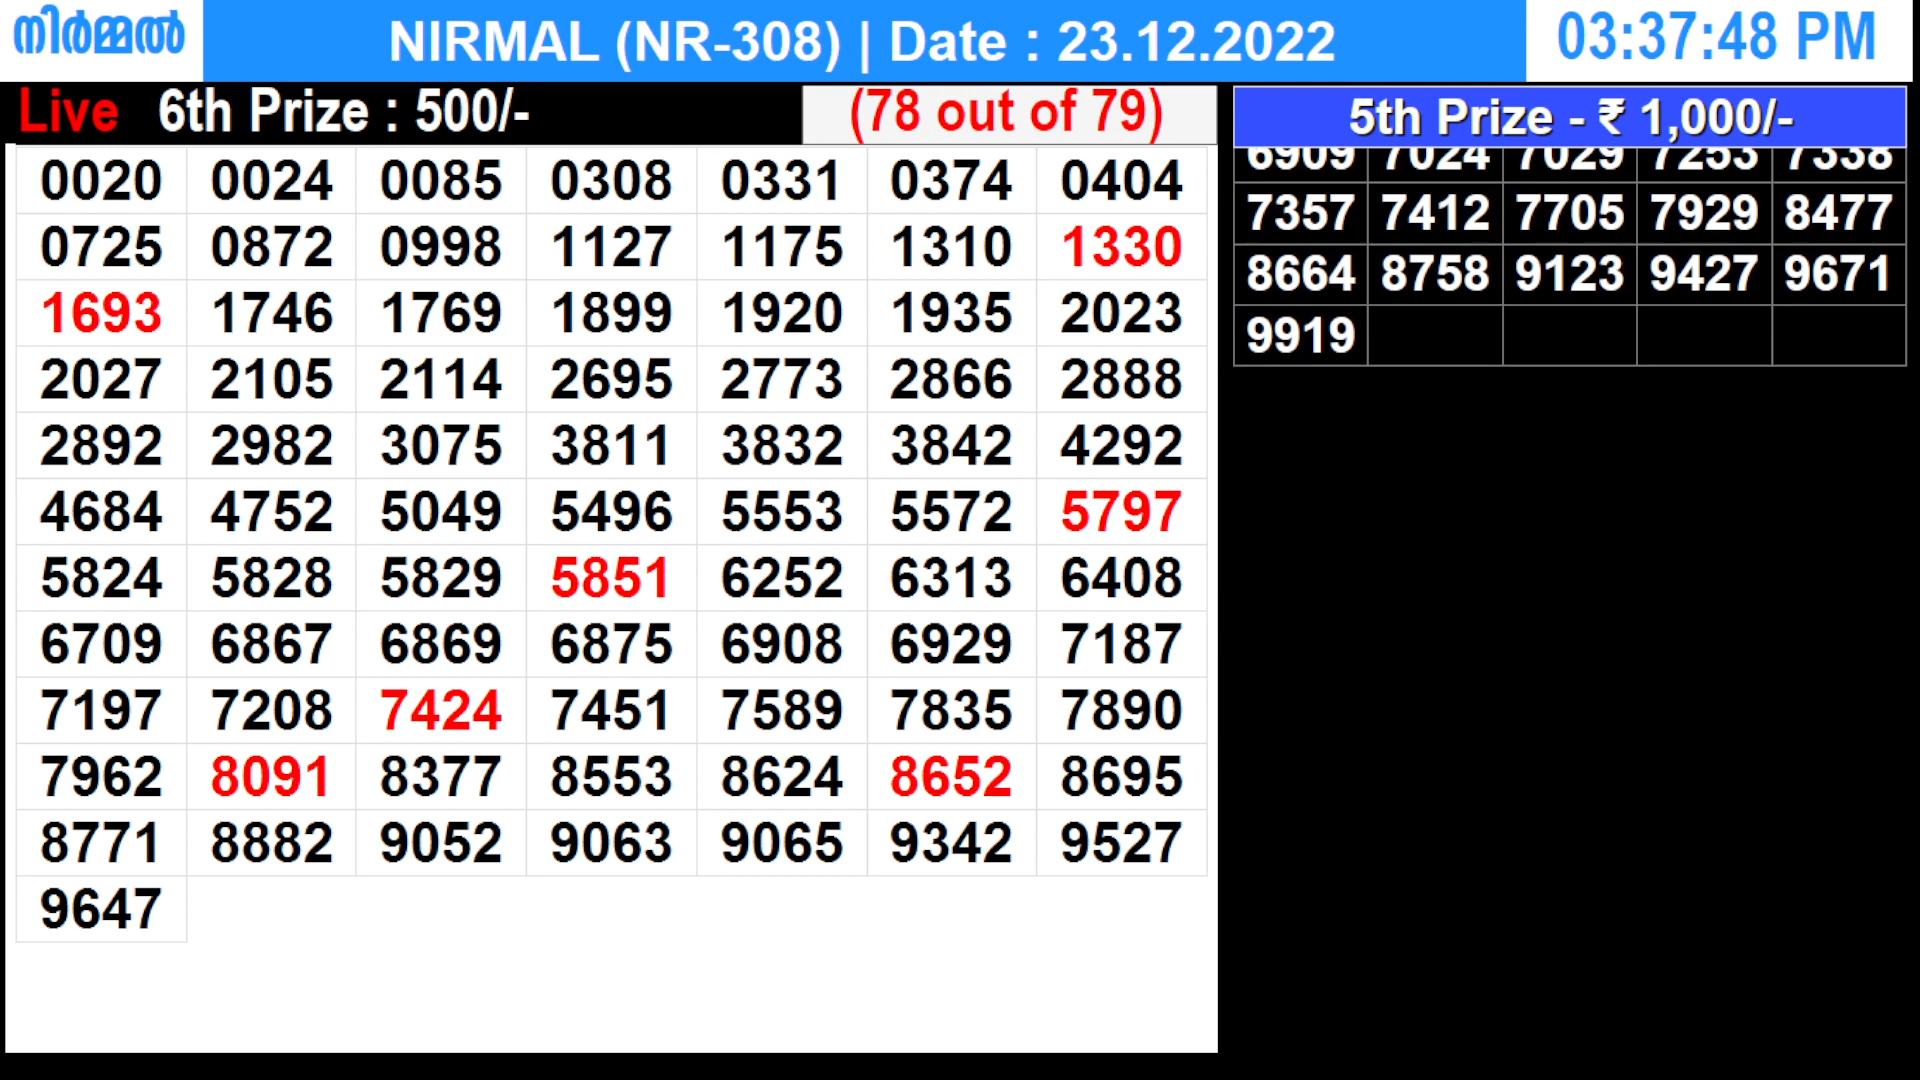 നിർമ്മൽ NIRMAL (NR-308) | Date : 23.12.2022 03:37:48 PM
Live 6th Prize : 500/- (78 out of 79)
0020 0024 0085 0308 0331 0374 0404
0725 0872 0998 1127 1175 1310 1330
1693 1746 1769 1899 1920 1935 2023
2027 2105 2114 2695 2773 2866 2888
2892 2982 3075 3811 3832 3842 4292
4684 4752 5049 5496 5553 5572 5797
5824 5828 5829 5851 6252 6313 6408
6709 6867 6869 6875 6908 6929 7187
7197 7208 7424 7451 7589 7835 7890
7962 8091 8377 8553 8624 8652 8695
8771 8882 9052 9063 9065 9342 9527
9647
5th Prize - ₹ 1,000/-
6909 7024 7029 7253 7338
7357 7412 7705 7929 8477
8664 8758 9123 9427 9671
9919